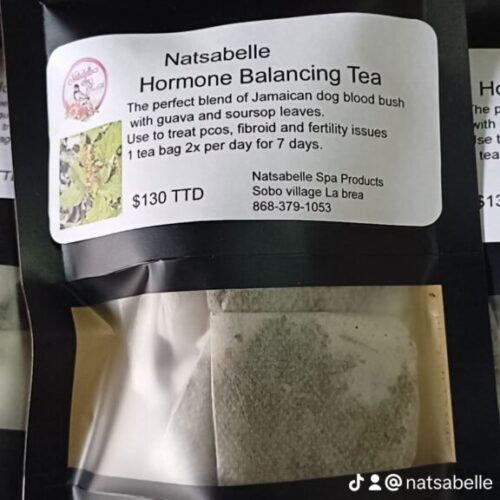 Natsabelle
Hormone Balancing Tea
The perfect blend of Jamaican dog blood bush
with guava and soursop leaves.
Use to treat pcos, fibroid and fertility issues
1 tea bag 2x per day for 7 days.
$130 TTD
Natsabelle Spa Products
Sobo village La brea
868-379-1053
@natsabelle